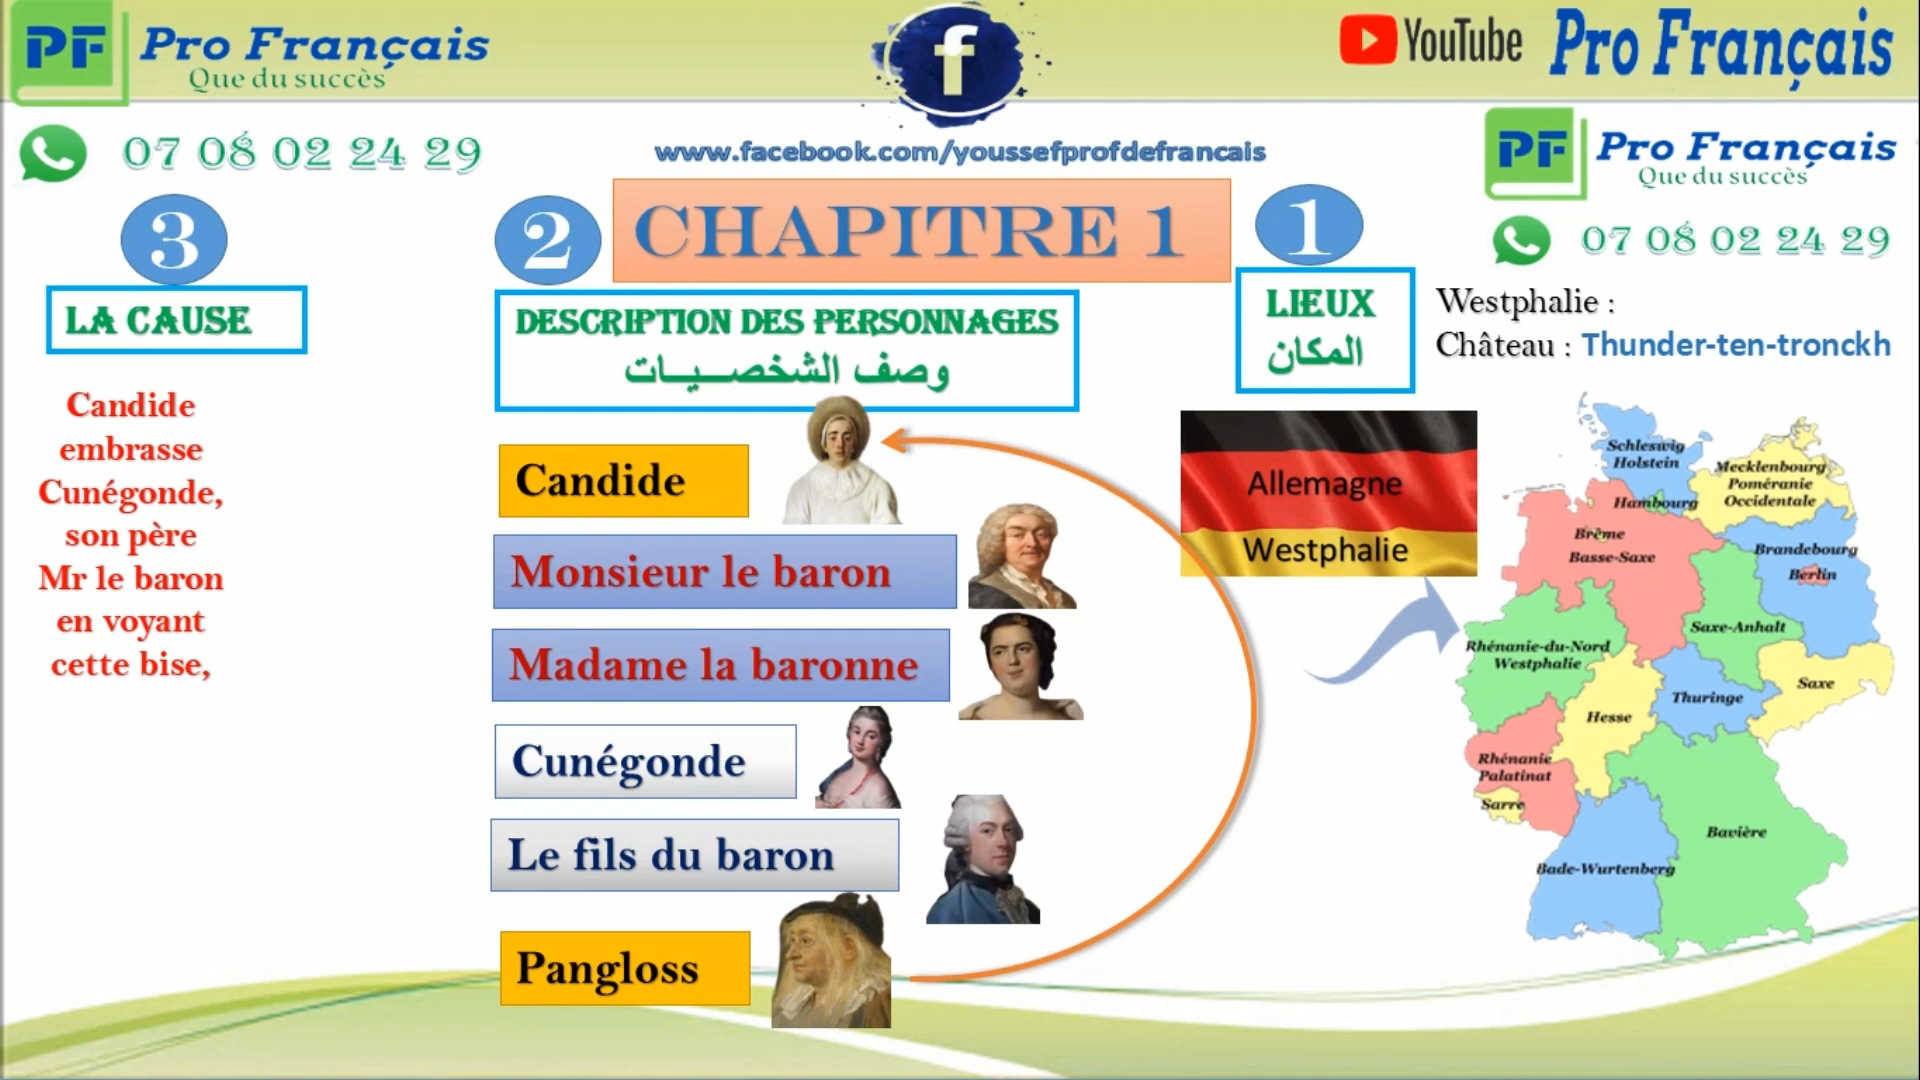 PF Pro Français
Que du succès
f
YouTube Pro Français
07 08 02 24 29
www.facebook.com/youssefprofdefrancais
PF Pro Français
Que du succès
07 08 02 24 29
CHAPITRE 1
1
LIEUX
المكان
Westphalie :
Château : Thunder-ten-tronckh
Allemagne
Westphalie
Schleswig
Holstein
Mecklenbourg
Poméranie
Occidentale
Hambourg
Brême
Basse-Saxe
Brandebourg
Berlin
Saxe-Anhalt
Rhénanie-du-Nord
Westphalie
Saxe
Thuringe
Hesse
Rhénanie
Palatinat
Sarre
Bavière
Bade-Wurtenberg
2
DESCRIPTION DES PERSONNAGES
وصف الشخصيات
Candide
Monsieur le baron
Madame la baronne
Cunégonde
Le fils du baron
Pangloss
3
LA CAUSE
Candide
embrasse
Cunégonde,
son père
Mr le baron
en voyant
cette bise,